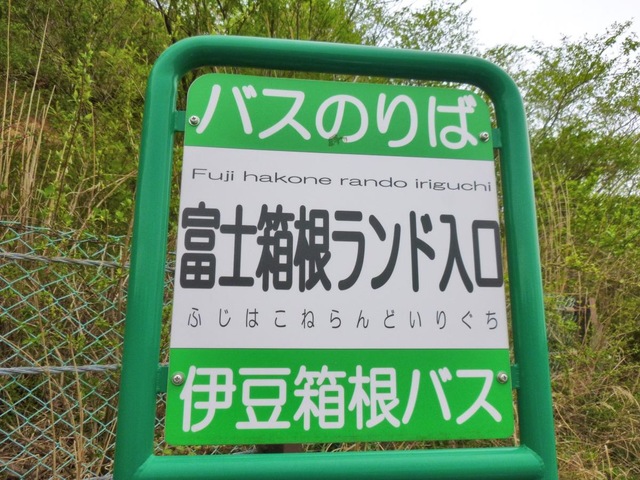 バスのりば
Fuji hakone rando iriguchi
富士箱根ランド入口
ふじはこねらんどいりぐち
伊豆箱根バス